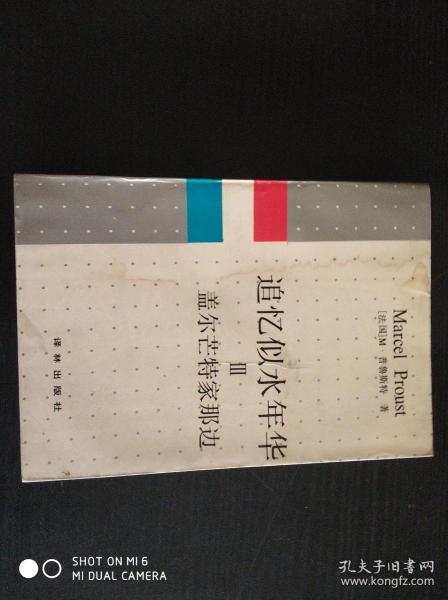 Marcel Proust
[法国]M·普鲁斯特 著
追忆似水年华
III
盖尔芒特家那边
译林出版社
SHOT ON MI 6
MI DUAL CAMERA
孔夫子旧书网
www.kongfz.com